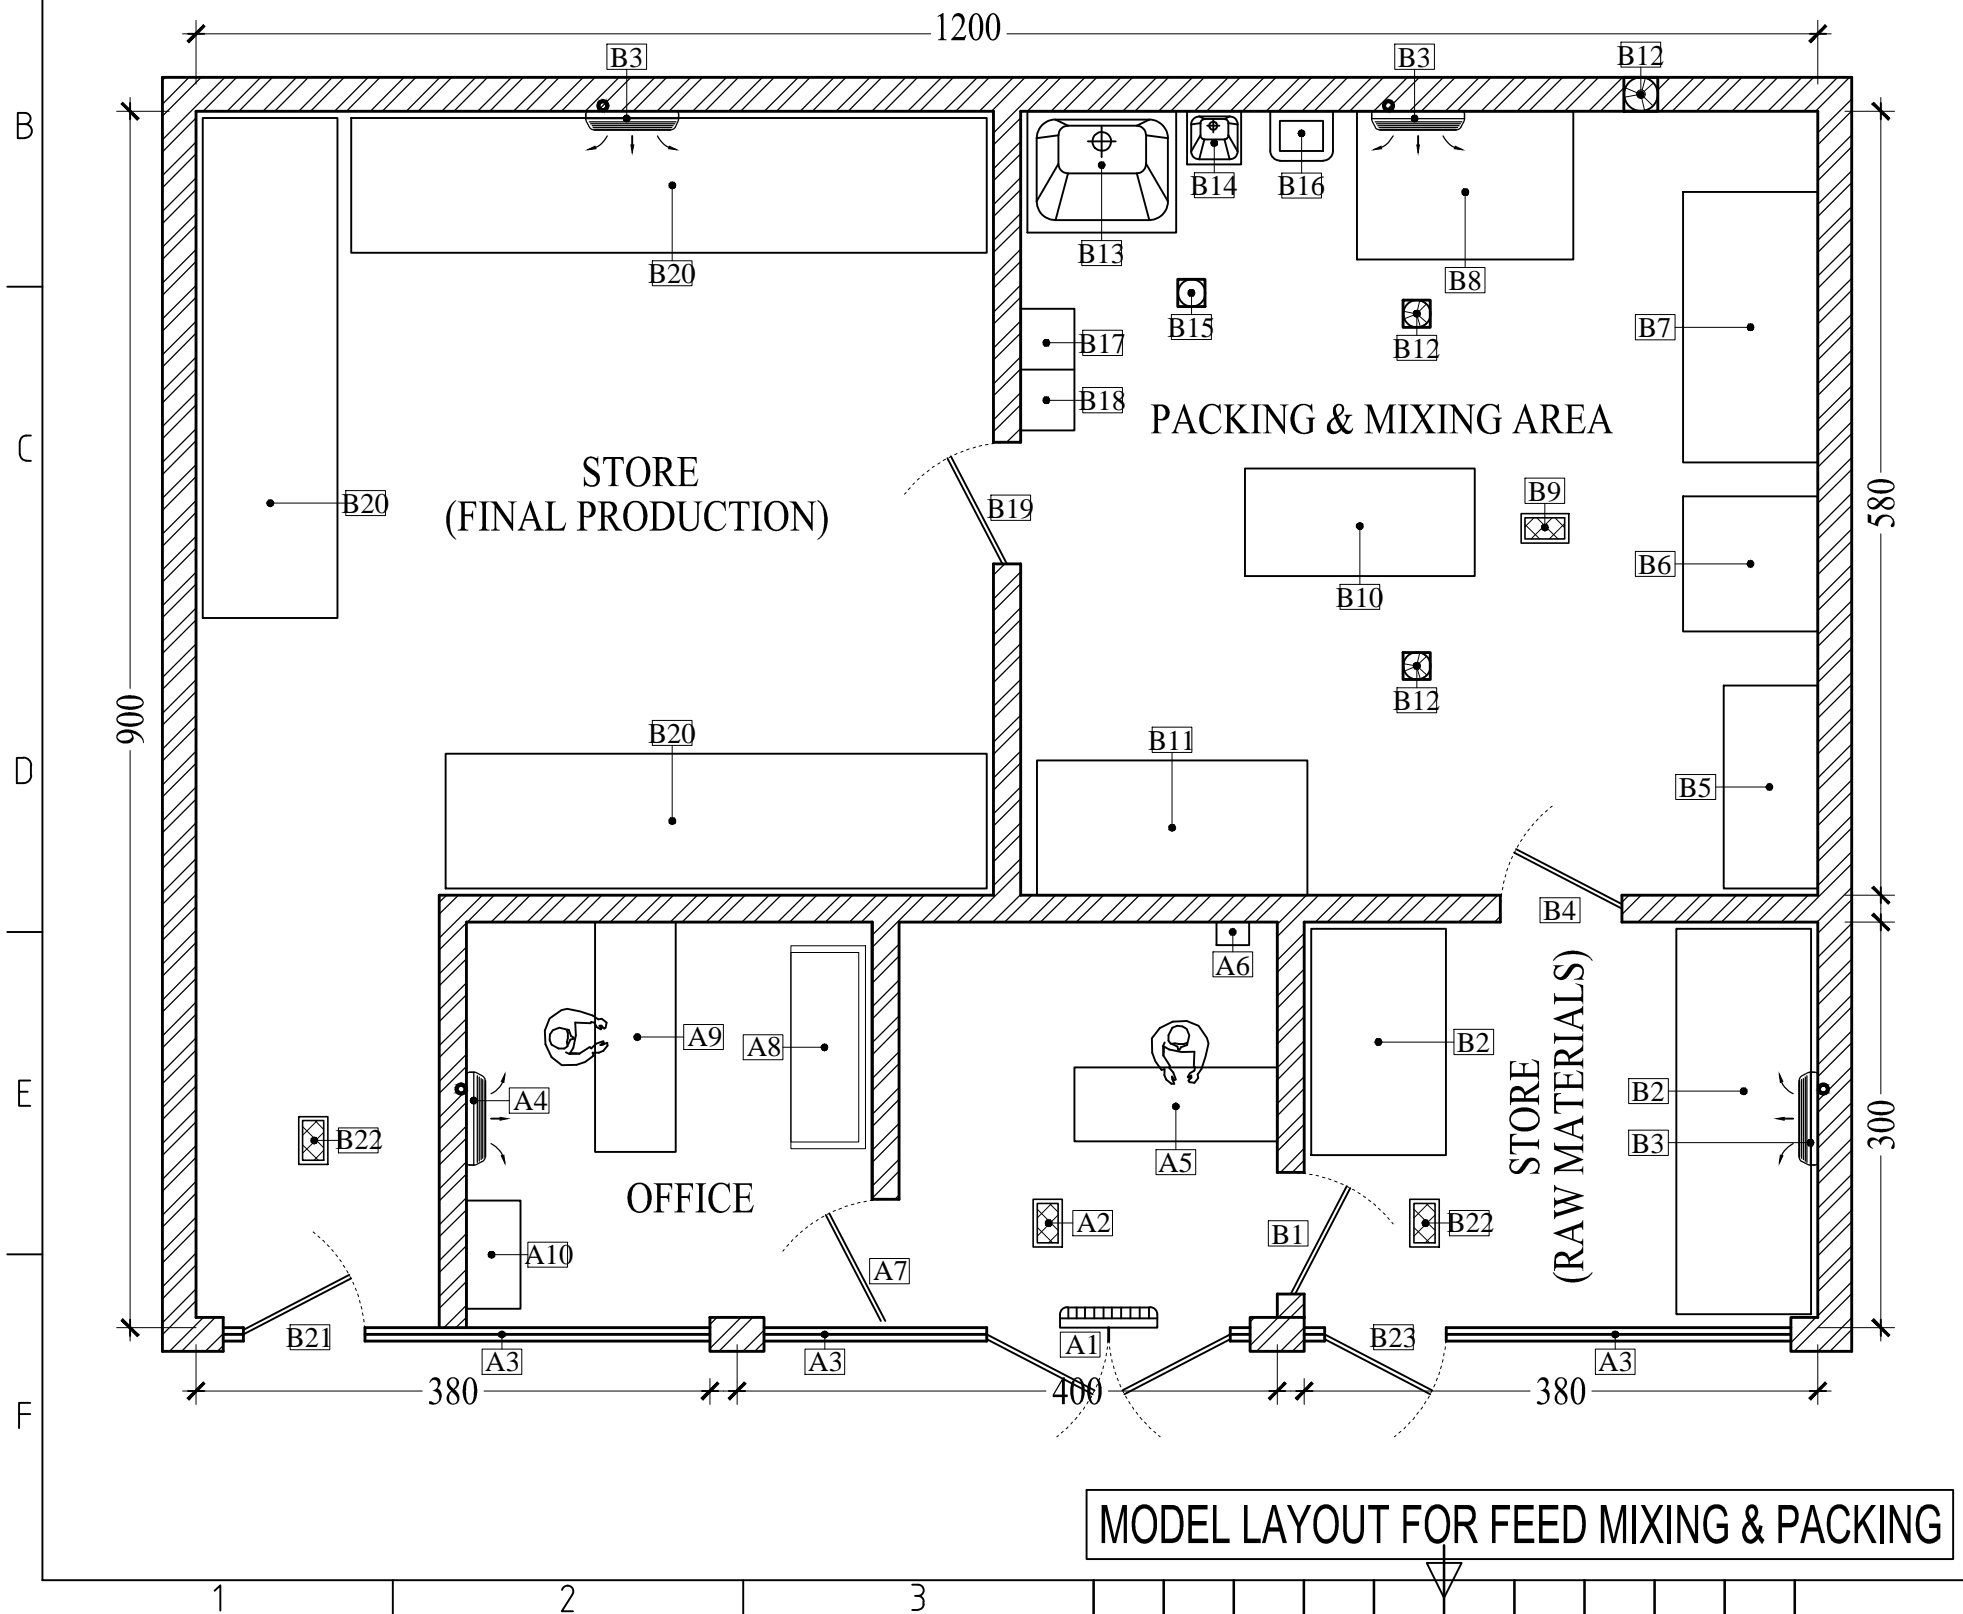 1200
B3
B3
B12
B
B14
B16
B13
B20
B8
B15
B12
B7
B17
B18
PACKING & MIXING AREA
C
STORE
(FINAL PRODUCTION)
B20
B19
B9
580
B6
B10
900
B20
B12
B11
D
B5
B4
A6
A9
A8
B2
STORE
(RAW MATERIALS)
E
A4
B2
B22
B3
300
A5
OFFICE
A2
B1
B22
A10
A7
B21
A3
A3
A1
B23
A3
380
400
380
F
MODEL LAYOUT FOR FEED MIXING & PACKING
1
2
3